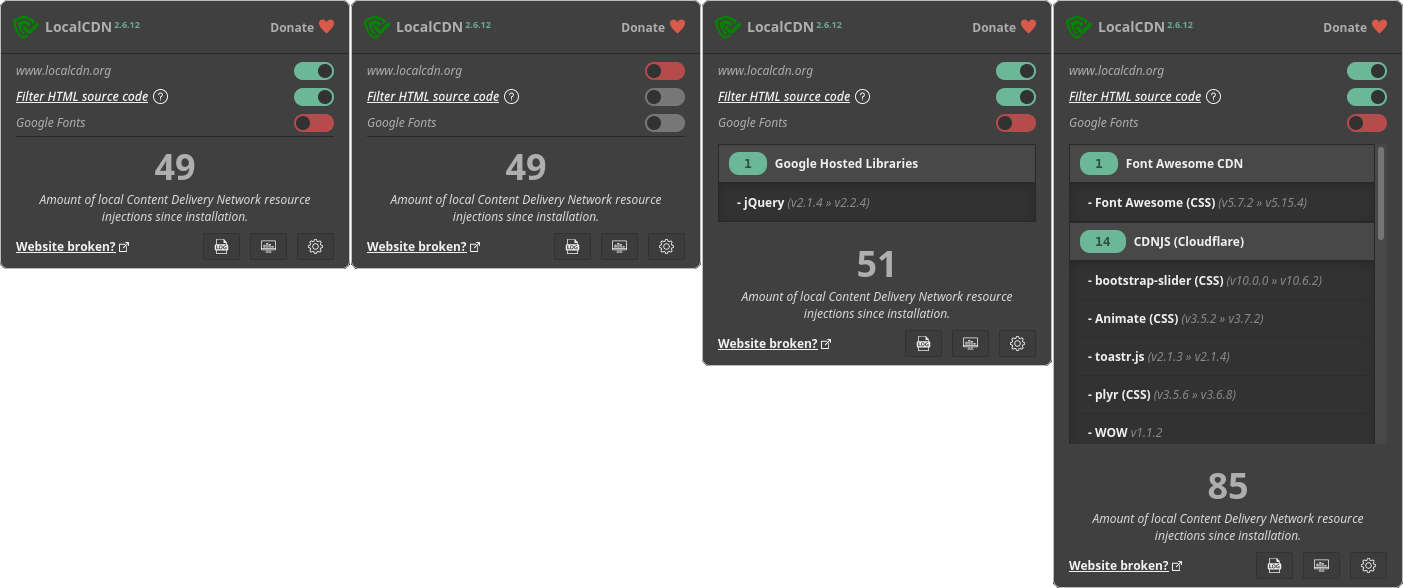 LocalCDN 2.6.12 Donate
www.localcdn.org
Filter HTML source code ?
Google Fonts
49
Amount of local Content Delivery Network resource
injections since installation.
Website broken?
LOG
LocalCDN 2.6.12 Donate
www.localcdn.org
Filter HTML source code ?
Google Fonts
49
Amount of local Content Delivery Network resource
injections since installation.
Website broken?
LOG
LocalCDN 2.6.12 Donate
www.localcdn.org
Filter HTML source code ?
Google Fonts
1 Google Hosted Libraries
- jQuery (v2.1.4 » v2.2.4)
51
Amount of local Content Delivery Network resource
injections since installation.
Website broken?
LOG
LocalCDN 2.6.12 Donate
www.localcdn.org
Filter HTML source code ?
Google Fonts
1 Font Awesome CDN
- Font Awesome (CSS) (v5.7.2 » v5.15.4)
14 CDNJS (Cloudflare)
- bootstrap-slider (CSS) (v10.0.0 » v10.6.2)
- Animate (CSS) (v3.5.2 » v3.7.2)
- toastr.js (v2.1.3 » v2.1.4)
- plyr (CSS) (v3.5.6 » v3.6.8)
- WOW v1.1.2
85
Amount of local Content Delivery Network resource
injections since installation.
Website broken?
LOG